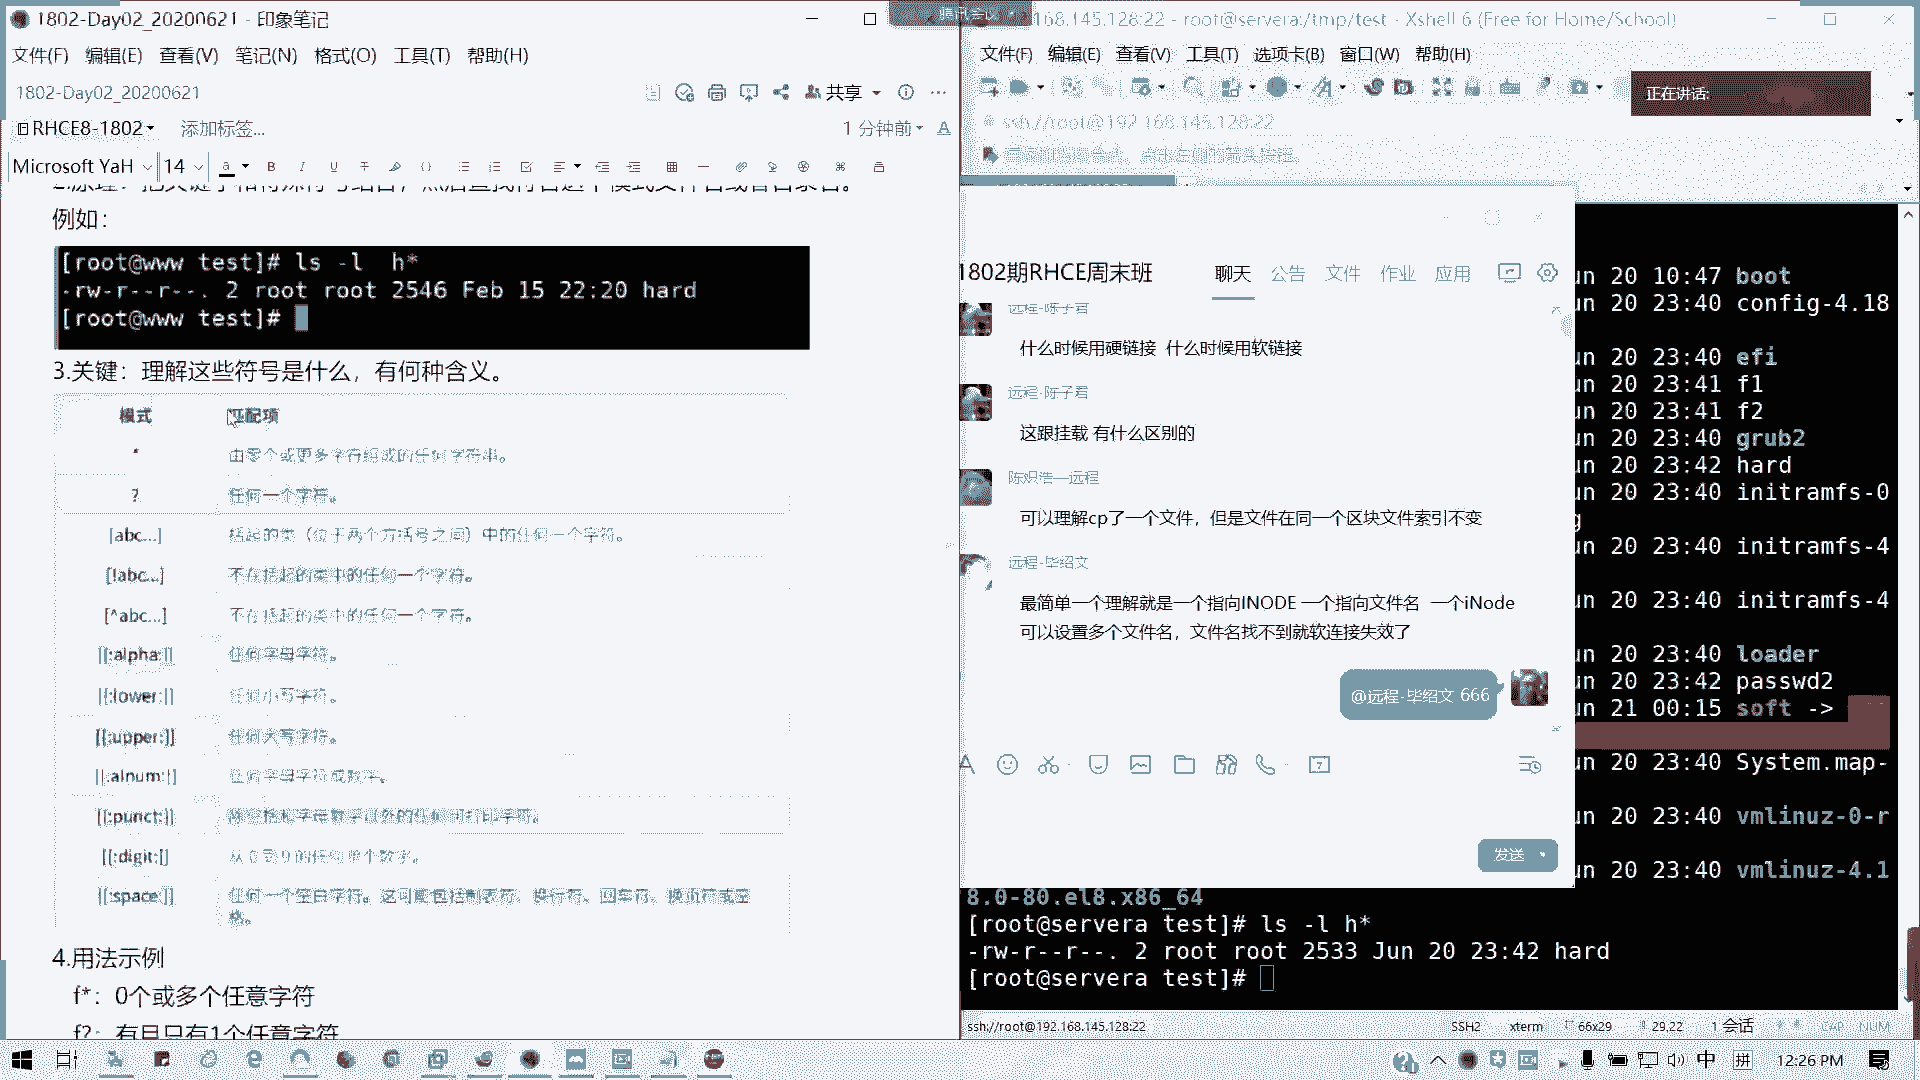 1802-Day02_20200621 - 印象笔记
文件(F) 编辑(E) 查看(V) 笔记(N) 格式(O) 工具(T) 帮助(H)
1802-Day02_20200621
共享
RHCE8-1802
添加标签...
1 分钟前
Microsoft YaH
14
例如：
[root@www test]# ls -l  h*
-rw-r--r--. 2 root root 2546 Feb 15 22:20 hard
[root@www test]#
3.关键：理解这些符号是什么，有何种含义。
模式 匹配项
* 由零个或更多字符组成的任何字符串。
? 任何一个字符。
[abc...] 括起的类（位于两个方括号之间）中的任何一个字符。
[!abc...] 不在括起的类中的任何一个字符。
[^abc...] 不在括起的类中的任何一个字符。
[[:alpha:]] 任何字母字符。
[[:lower:]] 任何小写字符。
[[:upper:]] 任何大写字符。
[[:alnum:]] 任何字母字符或数字。
[[:punct:]] 除空格和字母数字以外的任何可打印字符。
[[:digit:]] 从 0 到 9 的任何单个数字。
[[:space:]] 任何一个空白字符。这可能包括制表符、换行符、回车符、换页符或空
格。
4.用法示例
f*：0个或多个任意字符
f?：有且只有1个任意字符
腾讯会议
168.145.128:22 - root@servera:/tmp/test - Xshell 6 (Free for Home/School)
文件(F) 编辑(E) 查看(V) 工具(T) 选项卡(B) 窗口(W) 帮助(H)
正在讲话:
ssh://root@192.168.145.128:22
1802期RHCE周末班
聊天 公告 文件 作业 应用
远程-陈子君
什么时候用硬链接  什么时候用软链接
远程-陈子君
这跟挂载 有什么区别的
陈炽浩—远程
可以理解cp了一个文件，但是文件在同一个区块文件索引不变
远程-毕绍文
最简单一个理解就是一个指向INODE 一个指向文件名  一个iNode
可以设置多个文件名，文件名找不到就软连接失效了
@远程-毕绍文 666
发送
un 20 10:47 boot
un 20 23:40 config-4.18
un 20 23:40 efi
un 20 23:41 f1
un 20 23:41 f2
un 20 23:40 grub2
un 20 23:42 hard
un 20 23:40 initramfs-0
g
un 20 23:40 initramfs-4
un 20 23:40 initramfs-4
un 20 23:40 loader
un 20 23:42 passwd2
un 21 00:15 soft ->
un 20 23:40 System.map-
un 20 23:40 vmlinuz-0-r
un 20 23:40 vmlinuz-4.1
8.0-80.el8.x86_64
[root@servera test]# ls -l h*
-rw-r--r--. 2 root root 2533 Jun 20 23:42 hard
[root@servera test]#
ssh://root@192.168.145.128:22
SSH2 xterm 66x29 29,22 1 会话 CAP NUM
中 拼 12:26 PM